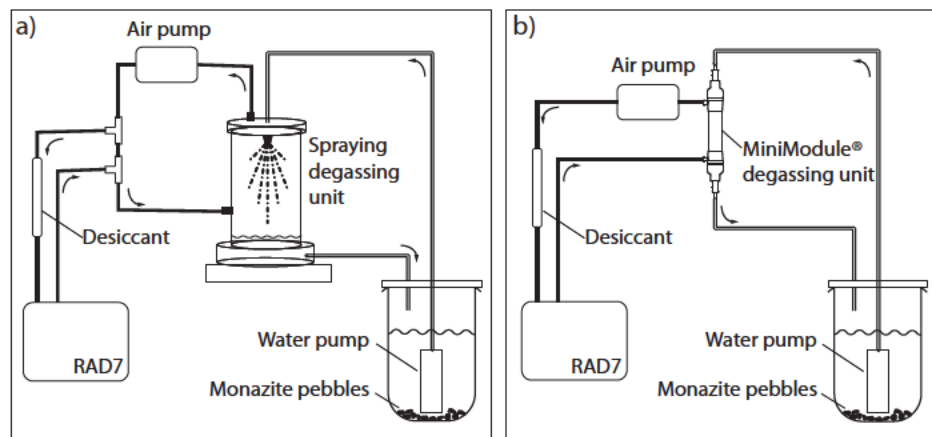 a)
Air pump
Spraying
degassing
unit
Desiccant
RAD7
Water pump
Monazite pebbles
b)
Air pump
MiniModule®
degassing unit
Desiccant
RAD7
Water pump
Monazite pebbles